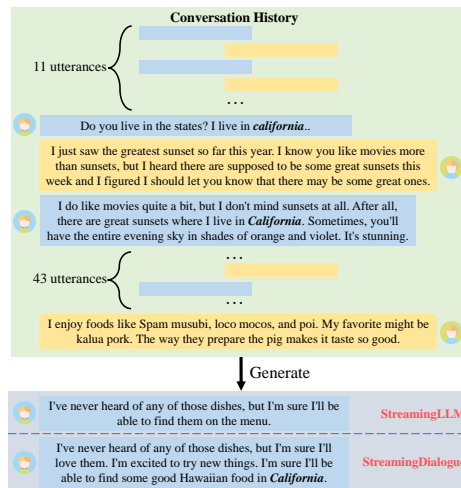 Conversation History
11 utterances
...
Do you live in the states? I live in california..
I just saw the greatest sunset so far this year. I know you like movies more
than sunsets, but I heard there are supposed to be some great sunsets this
week and I figured I should let you know that there may be some great ones.
I do like movies quite a bit, but I don't mind sunsets at all. After all,
there are great sunsets where I live in California. Sometimes, you'll
have the entire evening sky in shades of orange and violet. It's stunning.
...
43 utterances
...
I enjoy foods like Spam musubi, loco mocos, and poi. My favorite might be
kalua pork. The way they prepare the pig makes it taste so good.
Generate
I've never heard of any of those dishes, but I'm sure I'll be
able to find them on the menu.
StreamingLLM
I've never heard of any of those dishes, but I'm sure I'll
love them. I'm excited to try new things. I'm sure I'll be
able to find some good Hawaiian food in California.
StreamingDialogue